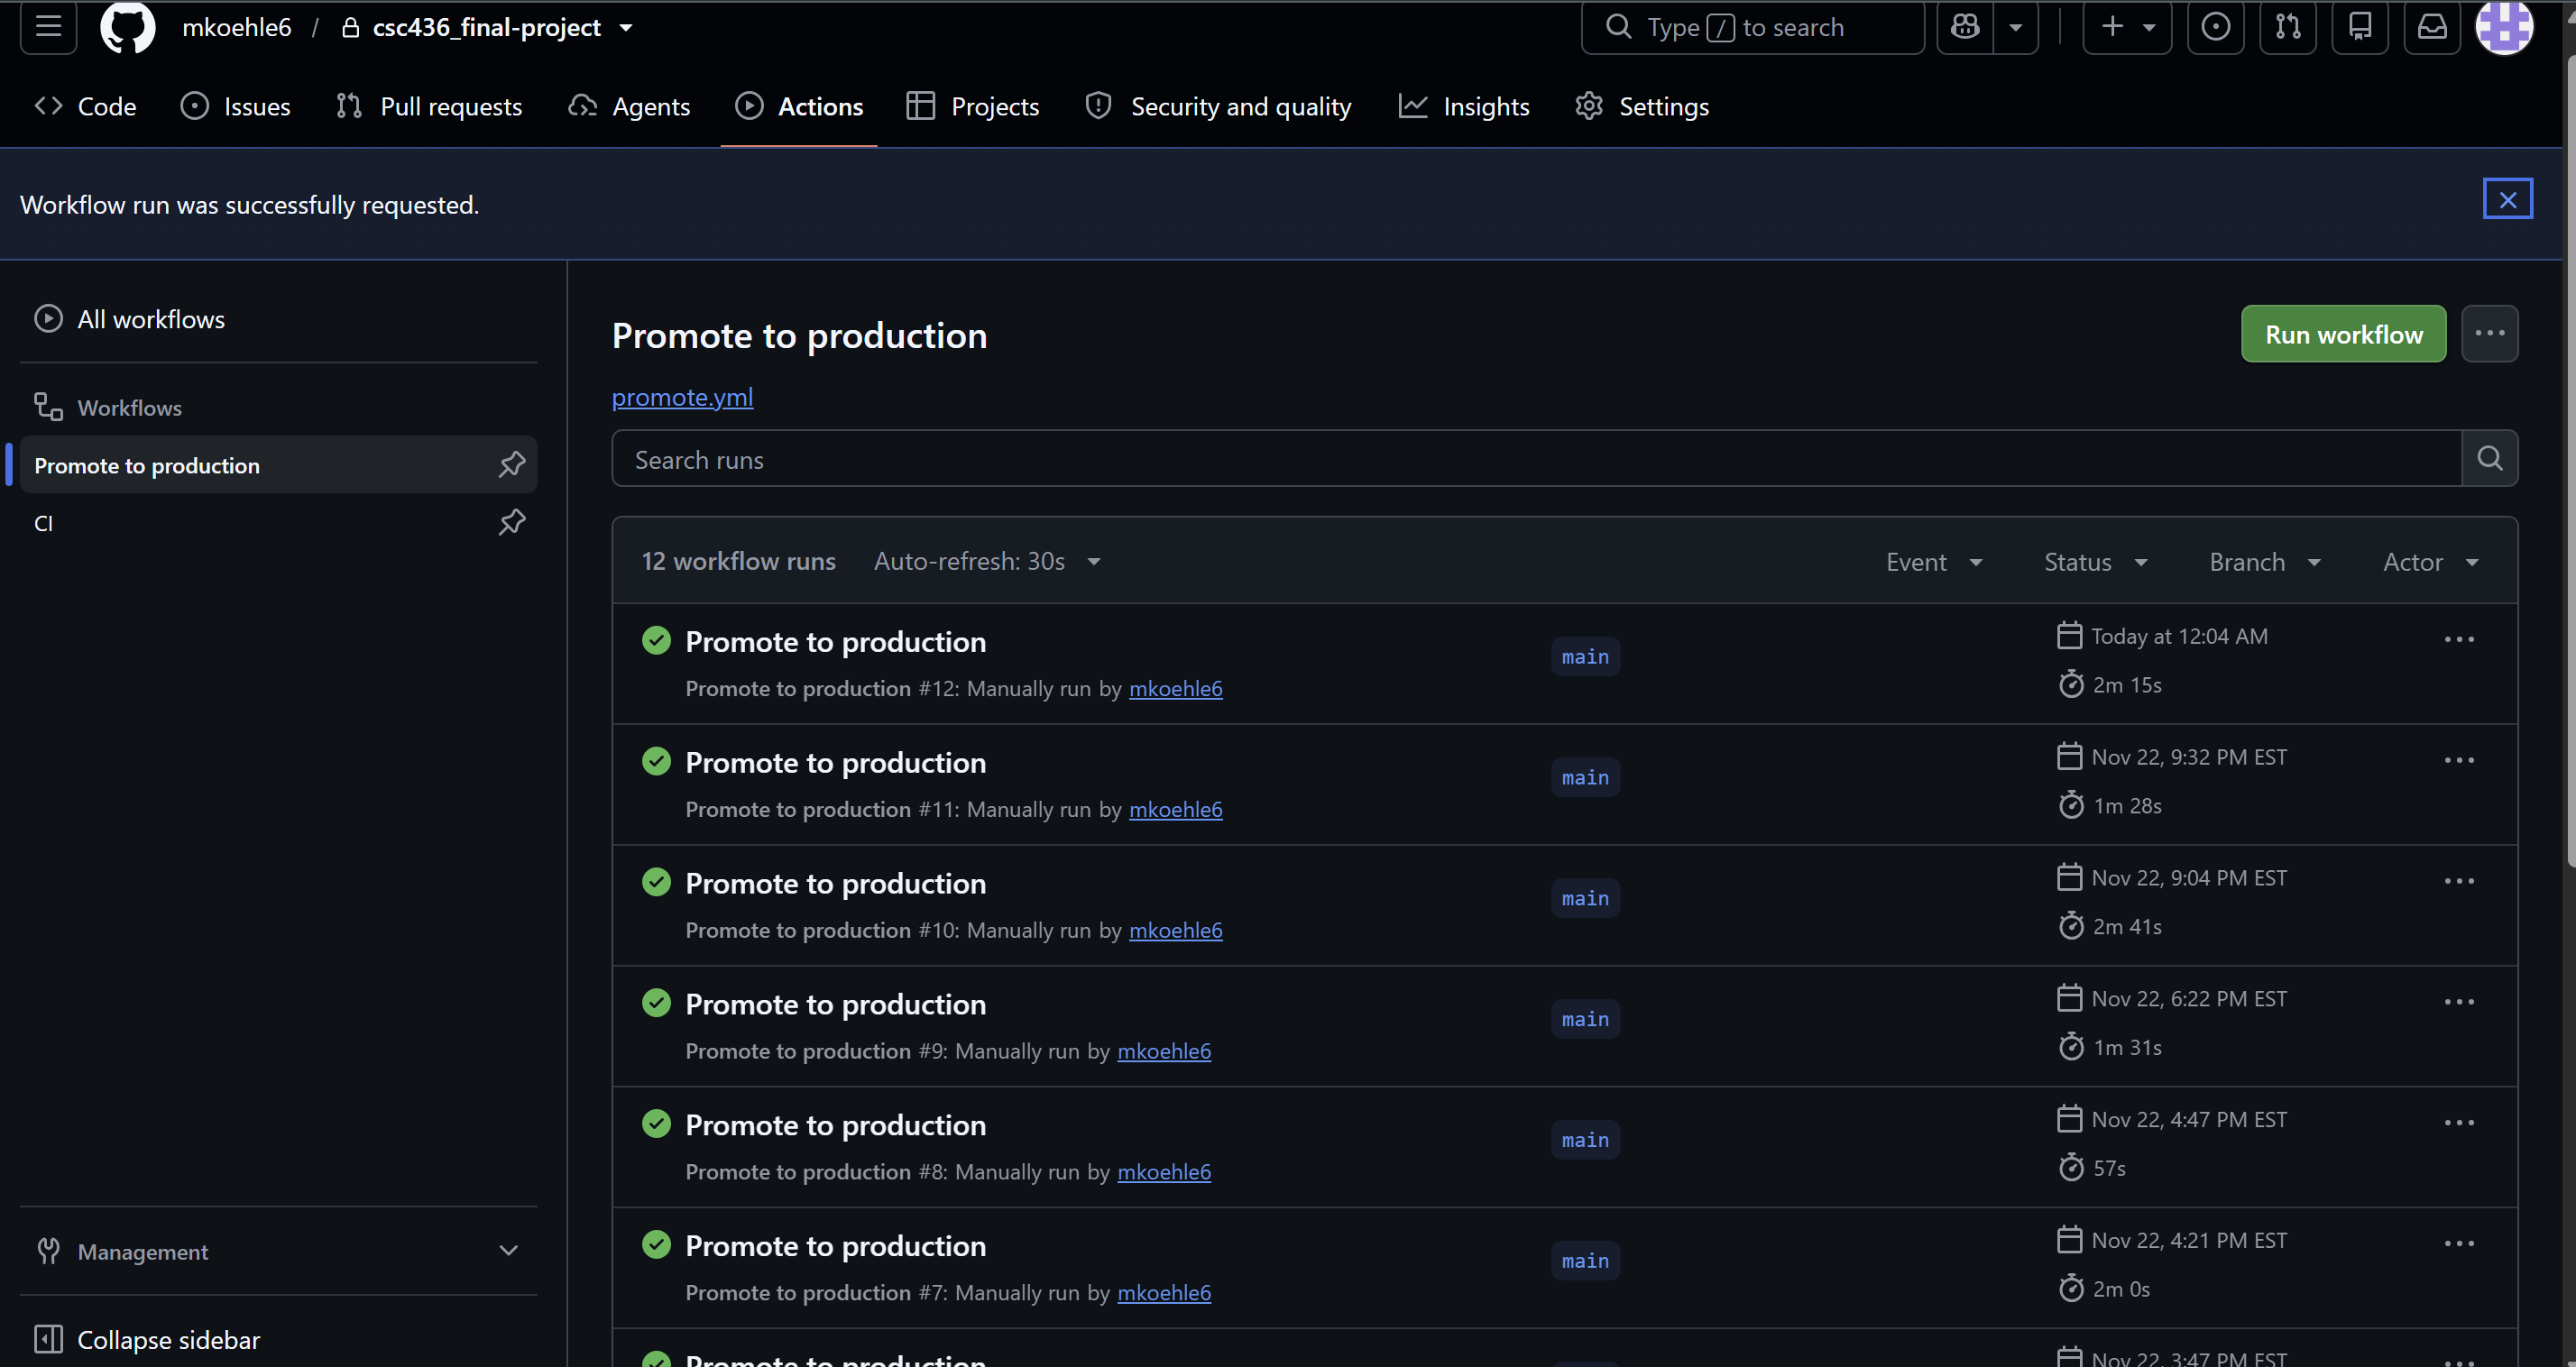 mkoehle6 / csc436_final-project
Type / to search
Code Issues Pull requests Agents Actions Projects Security and quality Insights Settings
Workflow run was successfully requested.
All workflows
Workflows
Promote to production
CI
Management
Collapse sidebar
Promote to production
Run workflow
promote.yml
Search runs
12 workflow runs Auto-refresh: 30s Event Status Branch Actor
Promote to production
Promote to production #12: Manually run by mkoehle6
main
Today at 12:04 AM
2m 15s
Promote to production
Promote to production #11: Manually run by mkoehle6
main
Nov 22, 9:32 PM EST
1m 28s
Promote to production
Promote to production #10: Manually run by mkoehle6
main
Nov 22, 9:04 PM EST
2m 41s
Promote to production
Promote to production #9: Manually run by mkoehle6
main
Nov 22, 6:22 PM EST
1m 31s
Promote to production
Promote to production #8: Manually run by mkoehle6
main
Nov 22, 4:47 PM EST
57s
Promote to production
Promote to production #7: Manually run by mkoehle6
main
Nov 22, 4:21 PM EST
2m 0s
Promote to production
Nov 22, 3:47 PM EST